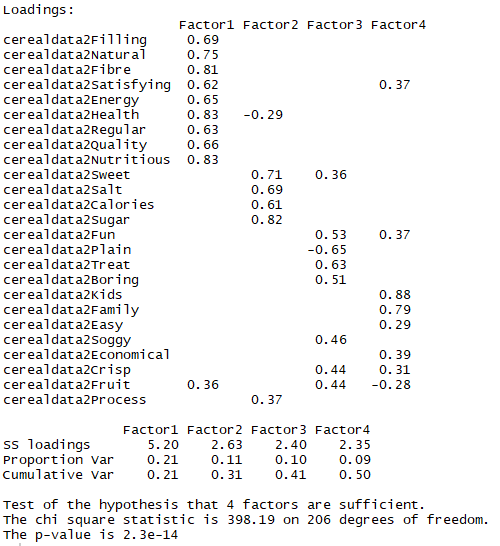 Loadings:
                      Factor1 Factor2 Factor3 Factor4
cerealdata2Filling     0.69
cerealdata2Natural     0.75
cerealdata2Fibre       0.81
cerealdata2Satisfying  0.62                    0.37
cerealdata2Energy      0.65
cerealdata2Health      0.83   -0.29
cerealdata2Regular     0.63
cerealdata2Quality     0.66
cerealdata2Nutritious  0.83
cerealdata2Sweet               0.71    0.36
cerealdata2Salt                0.69
cerealdata2Calories            0.61
cerealdata2Sugar               0.82
cerealdata2Fun                         0.53    0.37
cerealdata2Plain                      -0.65
cerealdata2Treat                       0.63
cerealdata2Boring                      0.51
cerealdata2Kids                                0.88
cerealdata2Family                              0.79
cerealdata2Easy                                0.29
cerealdata2Soggy                       0.46
cerealdata2Economical                          0.39
cerealdata2Crisp                       0.44    0.31
cerealdata2Fruit       0.36            0.44   -0.28
cerealdata2Process             0.37
               Factor1 Factor2 Factor3 Factor4
SS loadings       5.20    2.63    2.40    2.35
Proportion Var    0.21    0.11    0.10    0.09
Cumulative Var    0.21    0.31    0.41    0.50
Test of the hypothesis that 4 factors are sufficient.
The chi square statistic is 398.19 on 206 degrees of freedom.
The p-value is 2.3e-14